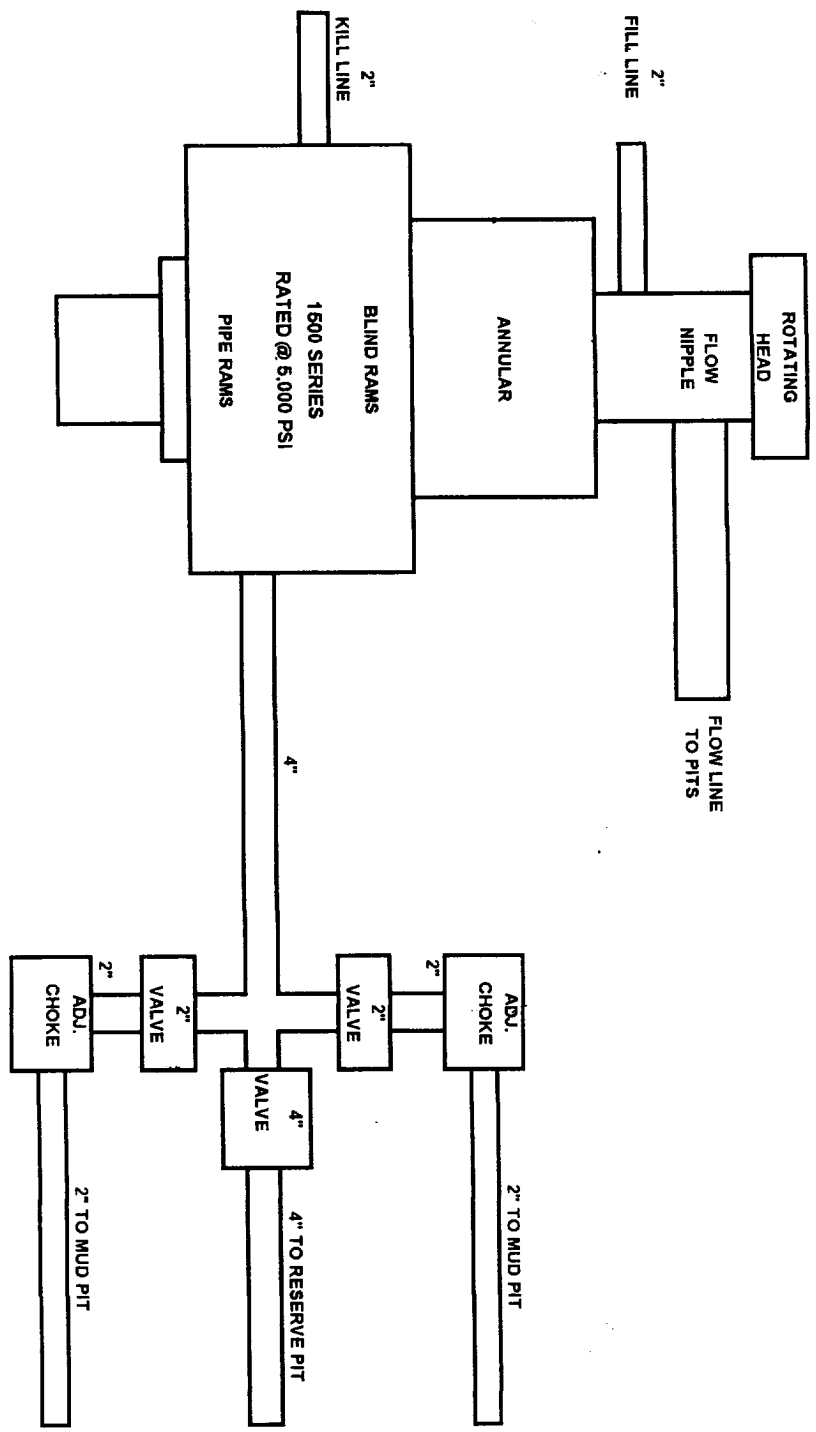 ROTATING
HEAD
2"
FILL LINE
FLOW
NIPPLE
FLOW LINE
TO PITS
ANNULAR
2"
KILL LINE
BLIND RAMS
1500 SERIES
RATED @ 5,000 PSI
PIPE RAMS
4"
ADJ.
CHOKE
2"
2" TO MUD PIT
2"
VALVE
4"
VALVE
4" TO RESERVE PIT
2"
VALVE
2"
ADJ.
CHOKE
2" TO MUD PIT